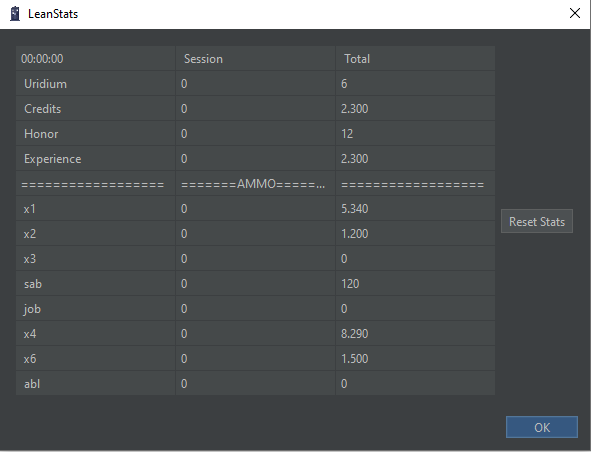 LeanStats
00:00:00 Session Total
Uridium 0 6
Credits 0 2.300
Honor 0 12
Experience 0 2.300
================== =======AMMO=====... ==================
x1 0 5.340
x2 0 1.200
x3 0 0
sab 0 120
job 0 0
x4 0 8.290
x6 0 1.500
abl 0 0
Reset Stats
OK